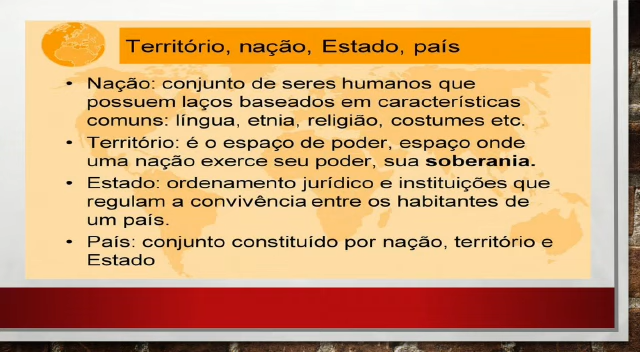 Território, nação, Estado, país
• Nação: conjunto de seres humanos que
possuem laços baseados em características
comuns: língua, etnia, religião, costumes etc.
• Território: é o espaço de poder, espaço onde
uma nação exerce seu poder, sua soberania.
• Estado: ordenamento jurídico e instituições que
regulam a convivência entre os habitantes de
um país.
• País: conjunto constituído por nação, território e
Estado